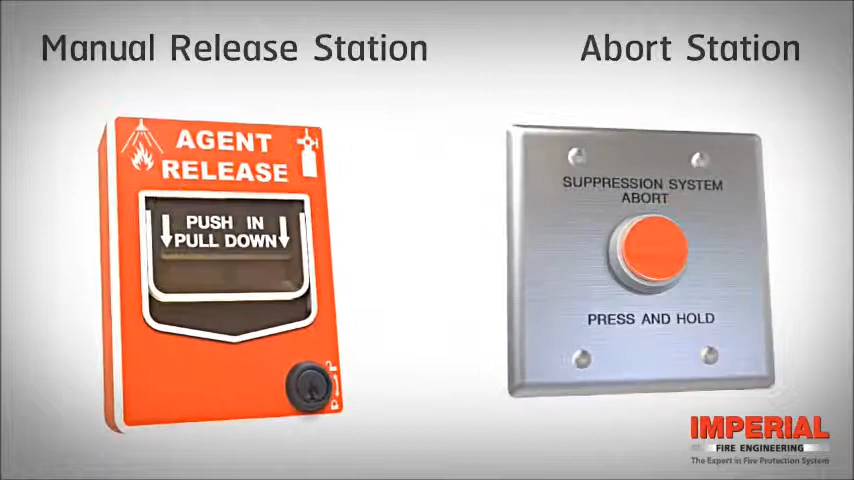 Manual Release Station
Abort Station
AGENT
RELEASE
PUSH IN
PULL DOWN
SUPPRESSION SYSTEM
ABORT
PRESS AND HOLD
IMPERIAL
FIRE ENGINEERING
The Expert in Fire Protection System